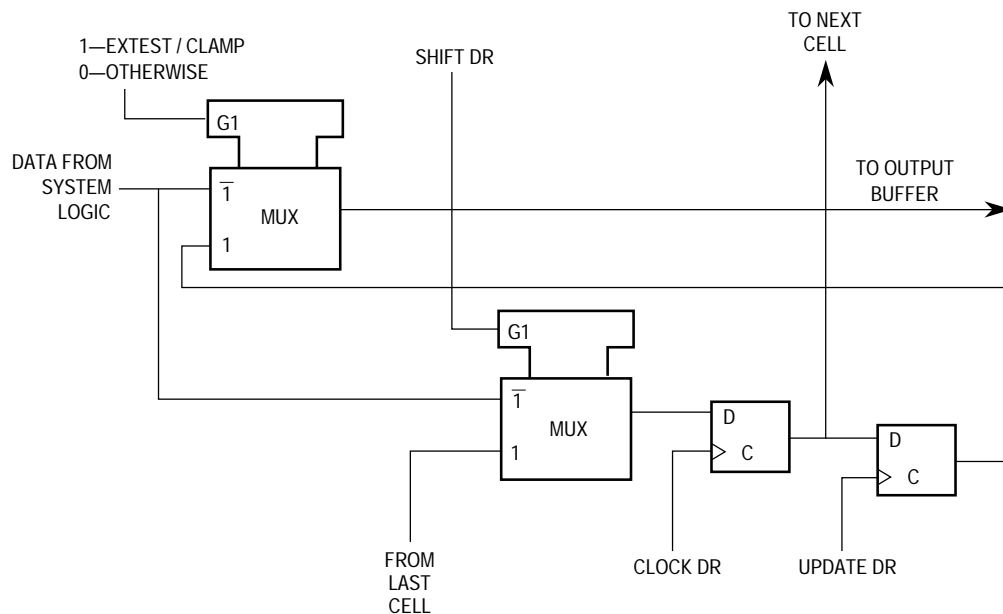 1—EXTEST / CLAMP
0—OTHERWISE
SHIFT DR
TO NEXT
CELL
G1
DATA FROM
SYSTEM
LOGIC
1
MUX
1
TO OUTPUT
BUFFER
G1
1
MUX
1
D
C
D
C
FROM
LAST
CELL
CLOCK DR
UPDATE DR